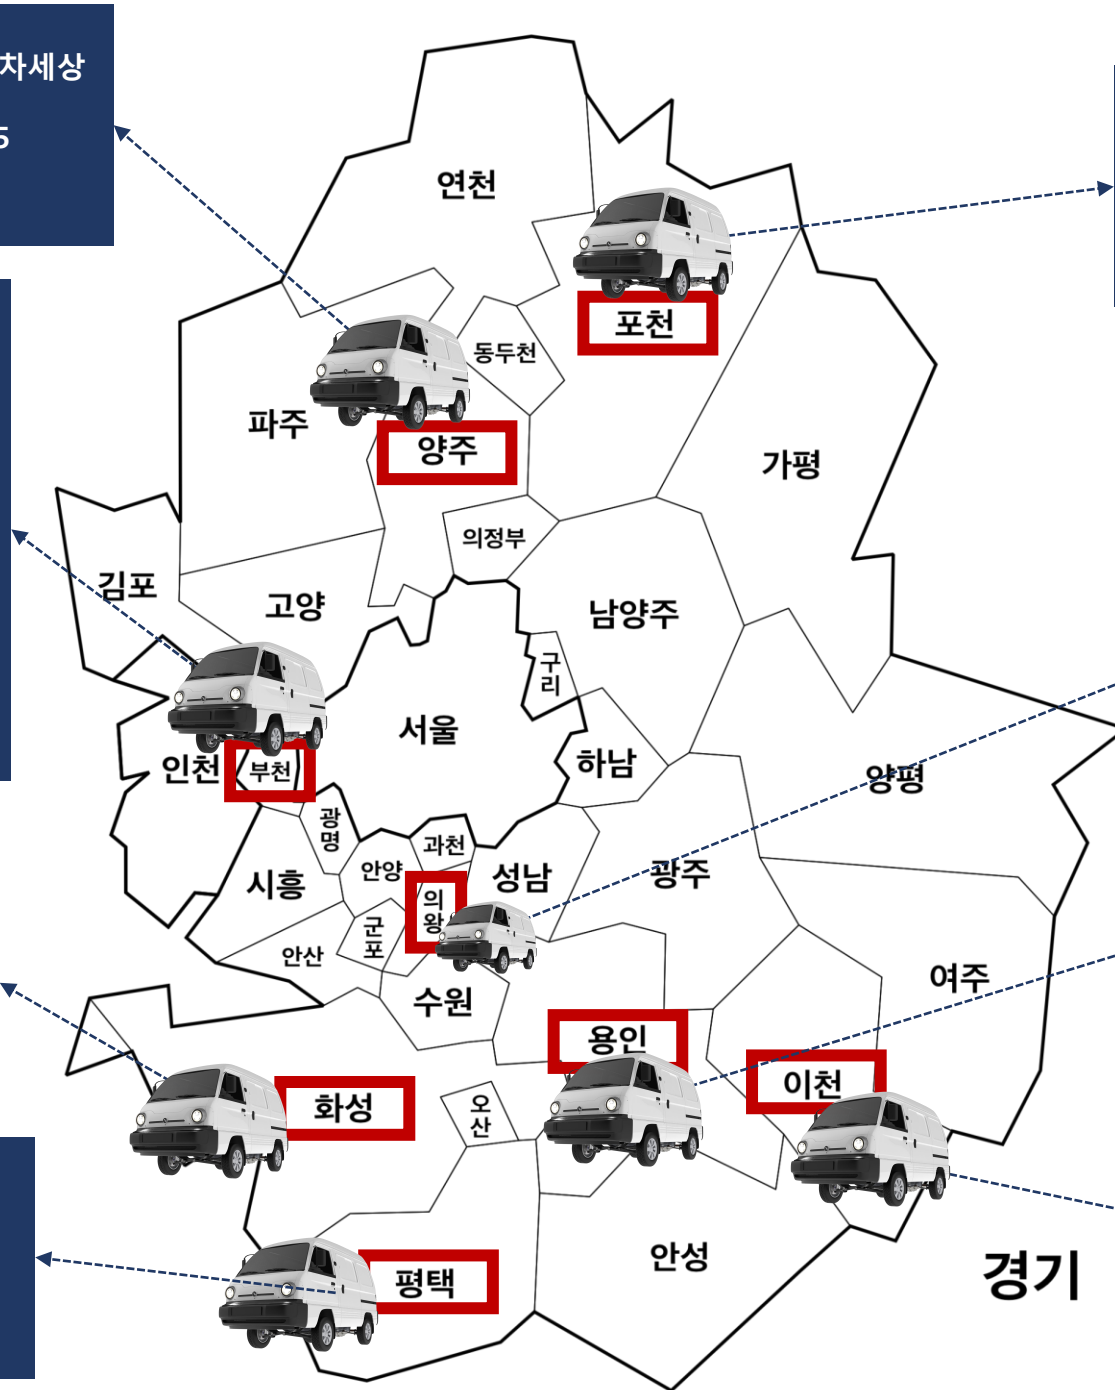 차세상
5
연천
포천
동두천
파주
양주
가평
의정부
김포
고양
남양주
구
리
서울
하남
인천
부천
양평
광
명
과천
안양
시흥
성남
광주
의
왕
군
포
안산
여주
수원
용인
이천
화성
오
산
안성
경기
평택